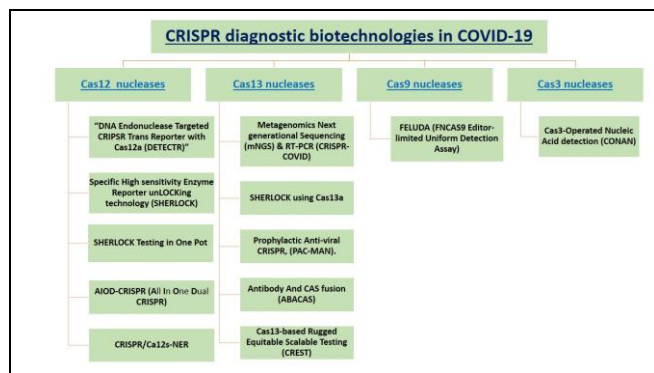 CRISPR diagnostic biotechnologies in COVID-19
Cas12 nucleases
"DNA Endonuclease Targeted
CRIPSR Trans Reporter with
Cas12a (DETECTR)"
Specific High sensitivity Enzyme
Reporter unLOCKing
technology (SHERLOCK)
SHERLOCK Testing in One Pot
AIOD-CRISPR (All In One Dual
CRISPR)
CRISPR/Ca12s-NER
Cas13 nucleases
Metagenomics Next
generational Sequencing
(mNGS) & RT-PCR (CRISPR-
COVID)
SHERLOCK using Cas13a
Prophylactic Anti-viral
CRISPR, (PAC-MAN).
Antibody And CAS fusion
(ABACAS)
Cas13-based Rugged
Equitable Scalable Testing
(CREST)
Cas9 nucleases
FELUDA (FNCAS9 Editor-
limited Uniform Detection
Assay)
Cas3 nucleases
Cas3-Operated Nucleic
Acid detection (CONAN)